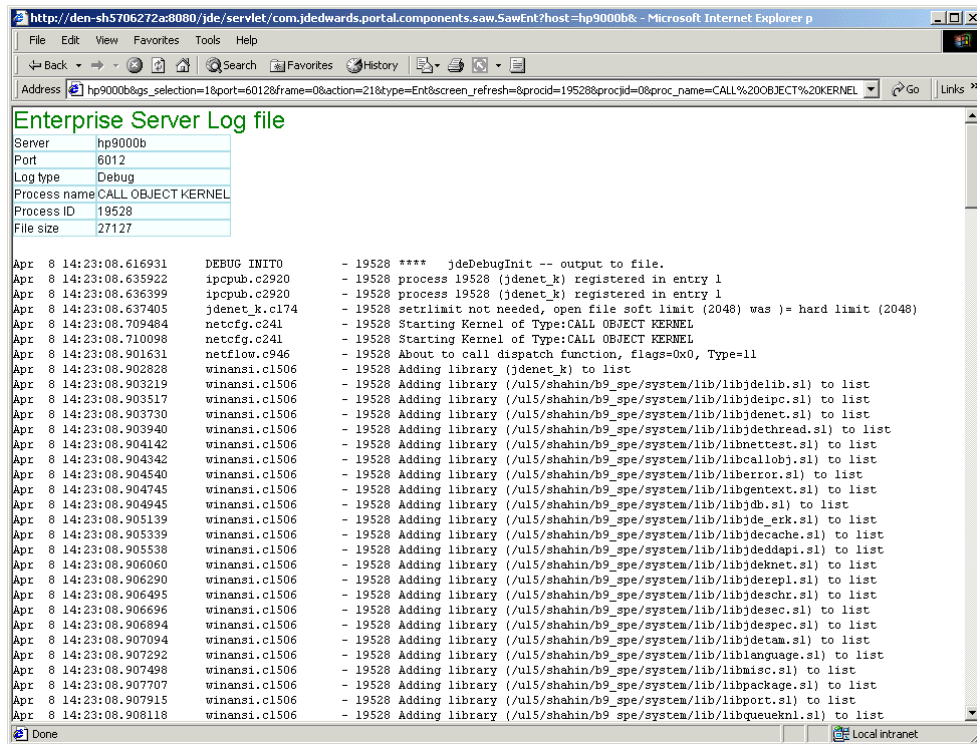 http://den-sh5706272a:8080/jde/servlet/com.jdedwards.portal.components.saw.SawEnt?host=hp9000b& - Microsoft Internet Explorer p
File Edit View Favorites Tools Help
Back Search Favorites History
Address hp9000b&gs_selection=1&port=6012&frame=0&action=21&type=Ent&screen_refresh=&procid=19528&procjid=0&proc_name=CALL%20OBJECT%20KERNEL Go Links »
Enterprise Server Log file
Server hp9000b
Port 6012
Log type Debug
Process name CALL OBJECT KERNEL
Process ID 19528
File size 27127
Apr 8 14:23:08.616931 DEBUG INIT0 - 19528 **** jdeDebugInit -- output to file.
Apr 8 14:23:08.635922 ipcpub.c2920 - 19528 process 19528 (jdenet_k) registered in entry 1
Apr 8 14:23:08.636399 ipcpub.c2920 - 19528 process 19528 (jdenet_k) registered in entry 1
Apr 8 14:23:08.637405 jdenet_k.c174 - 19528 setrlimit not needed, open file soft limit (2048) was )= hard limit (2048)
Apr 8 14:23:08.709484 netcfg.c241 - 19528 Starting Kernel of Type:CALL OBJECT KERNEL
Apr 8 14:23:08.710098 netcfg.c241 - 19528 Starting Kernel of Type:CALL OBJECT KERNEL
Apr 8 14:23:08.901631 netflow.c946 - 19528 About to call dispatch function, flags=0x0, Type=11
Apr 8 14:23:08.902828 winansi.c1506 - 19528 Adding library (jdenet_k) to list
Apr 8 14:23:08.903219 winansi.c1506 - 19528 Adding library (/u15/shahin/b9_spe/system/lib/libjdelib.sl) to list
Apr 8 14:23:08.903517 winansi.c1506 - 19528 Adding library (/u15/shahin/b9_spe/system/lib/libjdeipc.sl) to list
Apr 8 14:23:08.903730 winansi.c1506 - 19528 Adding library (/u15/shahin/b9_spe/system/lib/libjdenet.sl) to list
Apr 8 14:23:08.903940 winansi.c1506 - 19528 Adding library (/u15/shahin/b9_spe/system/lib/libjdethread.sl) to list
Apr 8 14:23:08.904142 winansi.c1506 - 19528 Adding library (/u15/shahin/b9_spe/system/lib/libnettest.sl) to list
Apr 8 14:23:08.904342 winansi.c1506 - 19528 Adding library (/u15/shahin/b9_spe/system/lib/libcallobj.sl) to list
Apr 8 14:23:08.904540 winansi.c1506 - 19528 Adding library (/u15/shahin/b9_spe/system/lib/liberror.sl) to list
Apr 8 14:23:08.904745 winansi.c1506 - 19528 Adding library (/u15/shahin/b9_spe/system/lib/libgentext.sl) to list
Apr 8 14:23:08.904945 winansi.c1506 - 19528 Adding library (/u15/shahin/b9_spe/system/lib/libjdb.sl) to list
Apr 8 14:23:08.905139 winansi.c1506 - 19528 Adding library (/u15/shahin/b9_spe/system/lib/libjde_erk.sl) to list
Apr 8 14:23:08.905339 winansi.c1506 - 19528 Adding library (/u15/shahin/b9_spe/system/lib/libjdecache.sl) to list
Apr 8 14:23:08.905538 winansi.c1506 - 19528 Adding library (/u15/shahin/b9_spe/system/lib/libjdeddapi.sl) to list
Apr 8 14:23:08.906060 winansi.c1506 - 19528 Adding library (/u15/shahin/b9_spe/system/lib/libjdeknet.sl) to list
Apr 8 14:23:08.906290 winansi.c1506 - 19528 Adding library (/u15/shahin/b9_spe/system/lib/libjderepl.sl) to list
Apr 8 14:23:08.906495 winansi.c1506 - 19528 Adding library (/u15/shahin/b9_spe/system/lib/libjdeschr.sl) to list
Apr 8 14:23:08.906696 winansi.c1506 - 19528 Adding library (/u15/shahin/b9_spe/system/lib/libjdesec.sl) to list
Apr 8 14:23:08.906894 winansi.c1506 - 19528 Adding library (/u15/shahin/b9_spe/system/lib/libjdespec.sl) to list
Apr 8 14:23:08.907094 winansi.c1506 - 19528 Adding library (/u15/shahin/b9_spe/system/lib/libjdetam.sl) to list
Apr 8 14:23:08.907292 winansi.c1506 - 19528 Adding library (/u15/shahin/b9_spe/system/lib/liblanguage.sl) to list
Apr 8 14:23:08.907498 winansi.c1506 - 19528 Adding library (/u15/shahin/b9_spe/system/lib/libmisc.sl) to list
Apr 8 14:23:08.907707 winansi.c1506 - 19528 Adding library (/u15/shahin/b9_spe/system/lib/libpackage.sl) to list
Apr 8 14:23:08.907915 winansi.c1506 - 19528 Adding library (/u15/shahin/b9_spe/system/lib/libport.sl) to list
Apr 8 14:23:08.908118 winansi.c1506 - 19528 Adding library (/u15/shahin/b9_spe/system/lib/libqueueknl.sl) to list
Done Local intranet